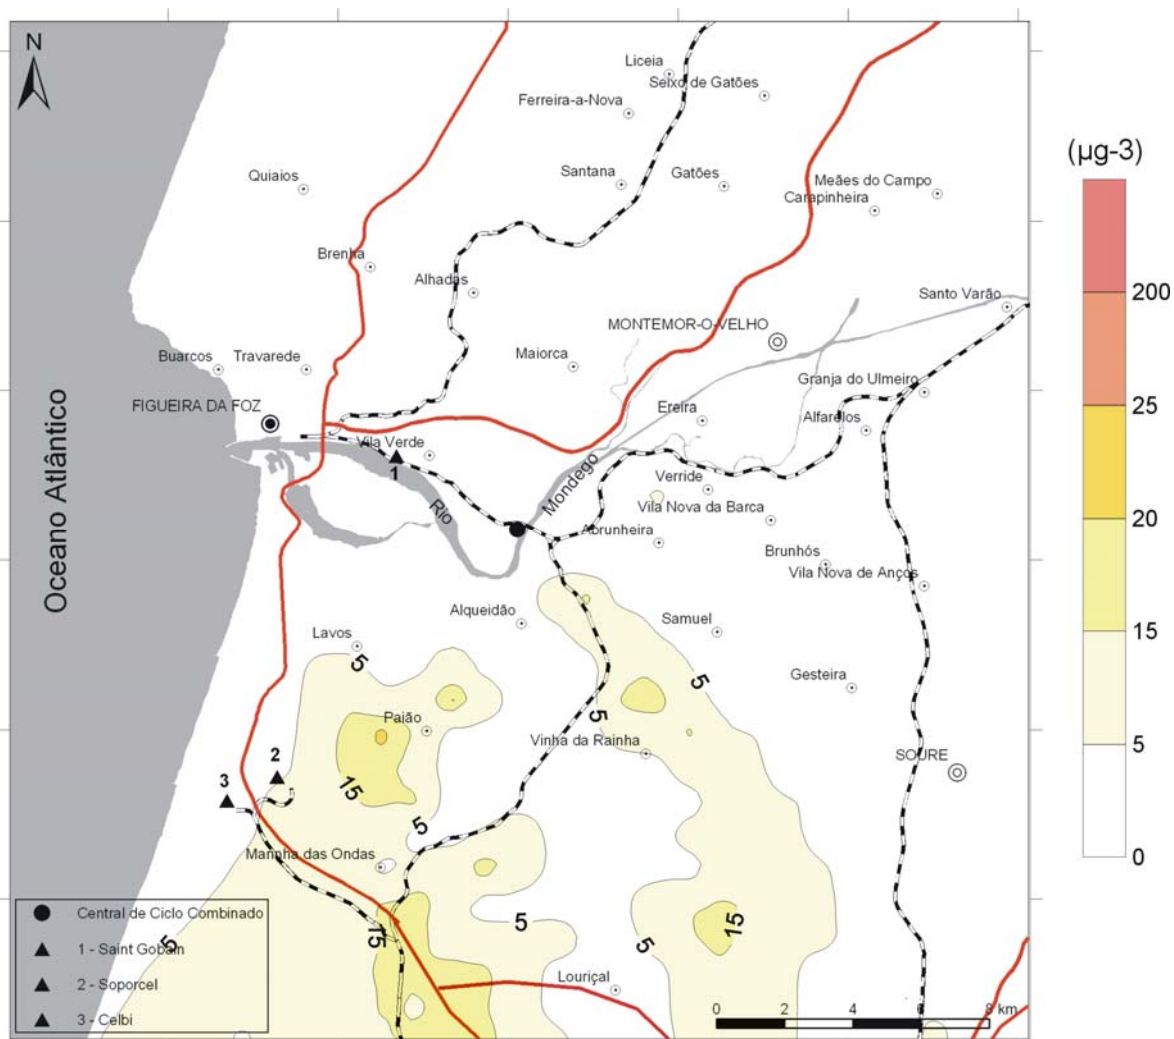 N
Liceia
Seixo de Gatões
Ferreira-a-Nova
(µg-3)
Santana
Gatões
Quiaios
Meães do Campo
Carapinheira
Brenha
Alhadas
Santo Varão
200
MONTEMOR-O-VELHO
Buarcos
Travarede
Maiorca
Granja do Ulmeiro
FIGUEIRA DA FOZ
Ereira
Alfarelos
25
Oceano Atlântico
Vila Verde
1
Rio
Mondego
Verride
Vila Nova da Barca
20
Abrunheira
Brunhós
Vila Nova de Anços
Alqueidão
Samuel
15
Lavos
5
5
Gesteira
Paião
5
Vinha da Rainha
SOURE
5
2
3
15
5
Marinha das Ondas
0
Central de Ciclo Combinado
5
15
5
15
5
1 - Saint Gobain
2 - Soporcel
Louriçal
3 - Celbi
0 2 4 6 8 km